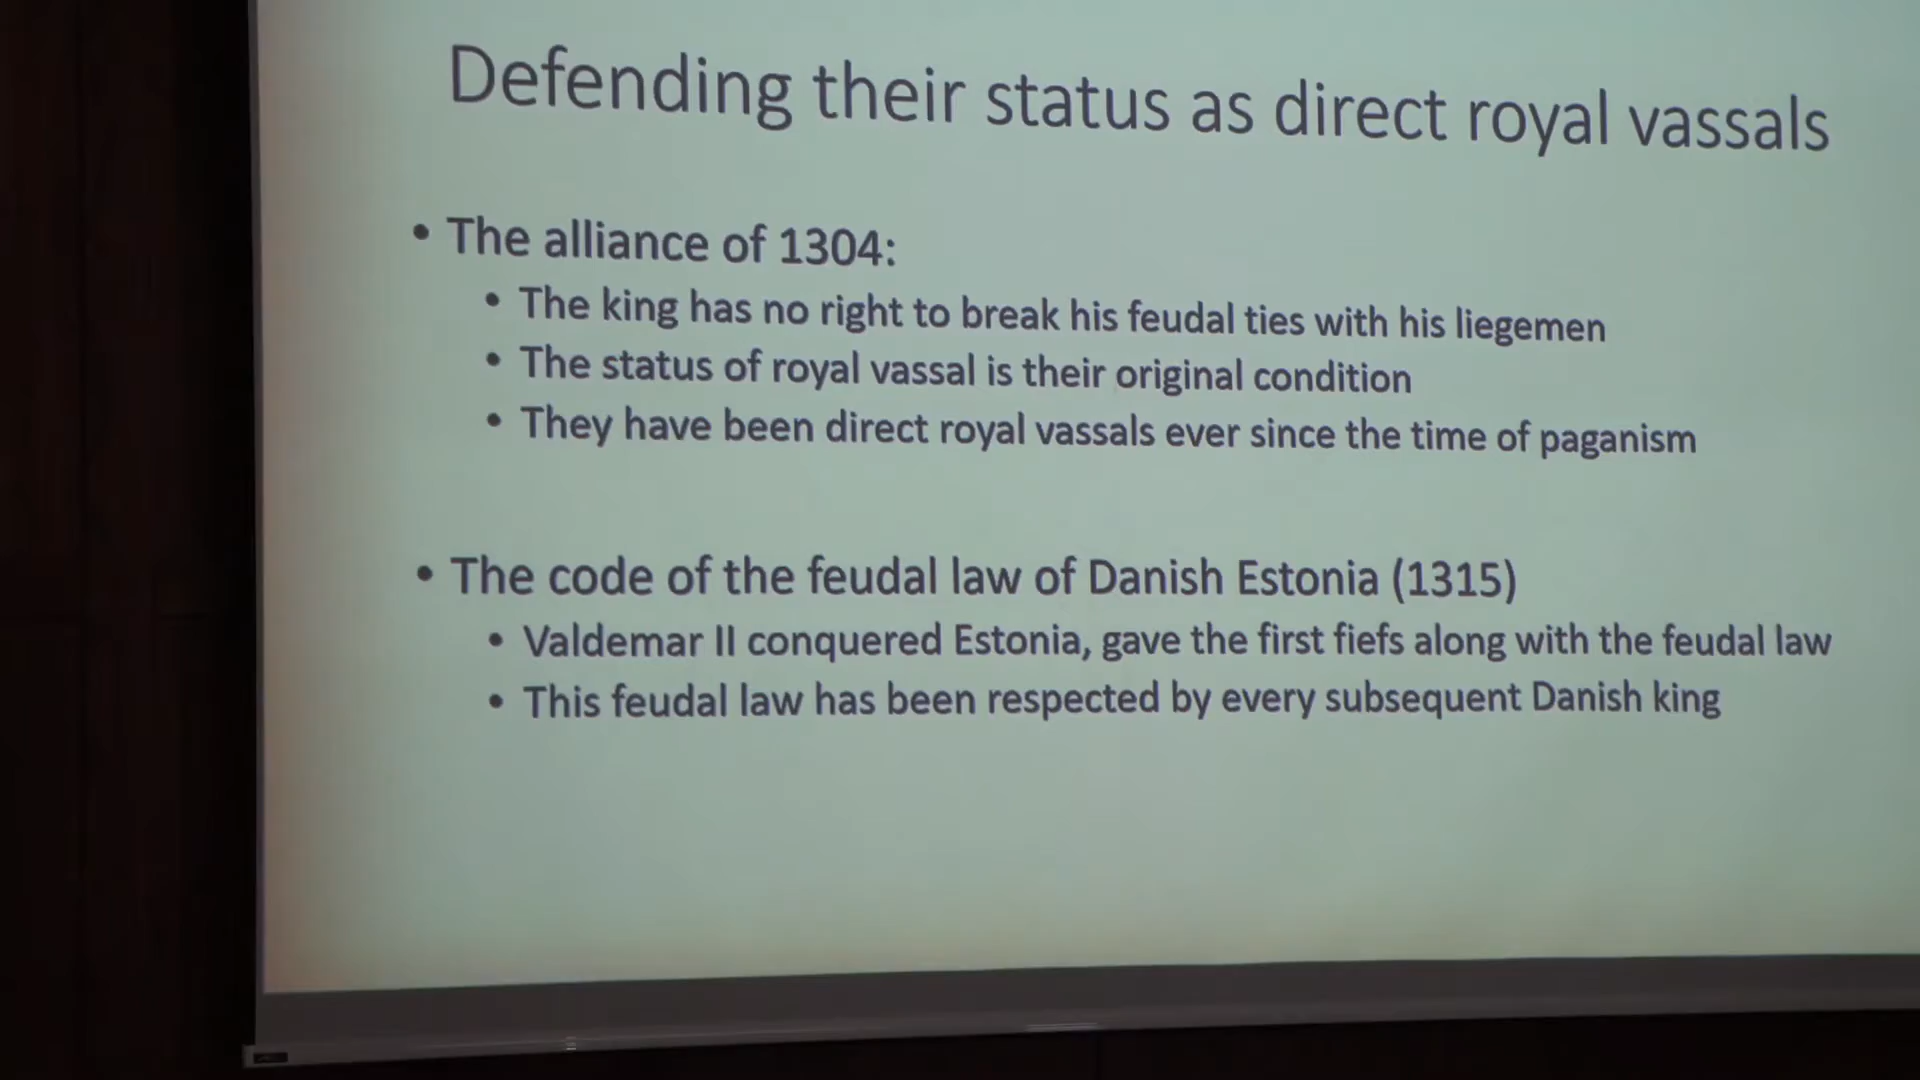 Defending their status as direct royal vassals
• The alliance of 1304:
• The king has no right to break his feudal ties with his liegemen
• The status of royal vassal is their original condition
• They have been direct royal vassals ever since the time of paganism
• The code of the feudal law of Danish Estonia (1315)
• Valdemar II conquered Estonia, gave the first fiefs along with the feudal law
• This feudal law has been respected by every subsequent Danish king